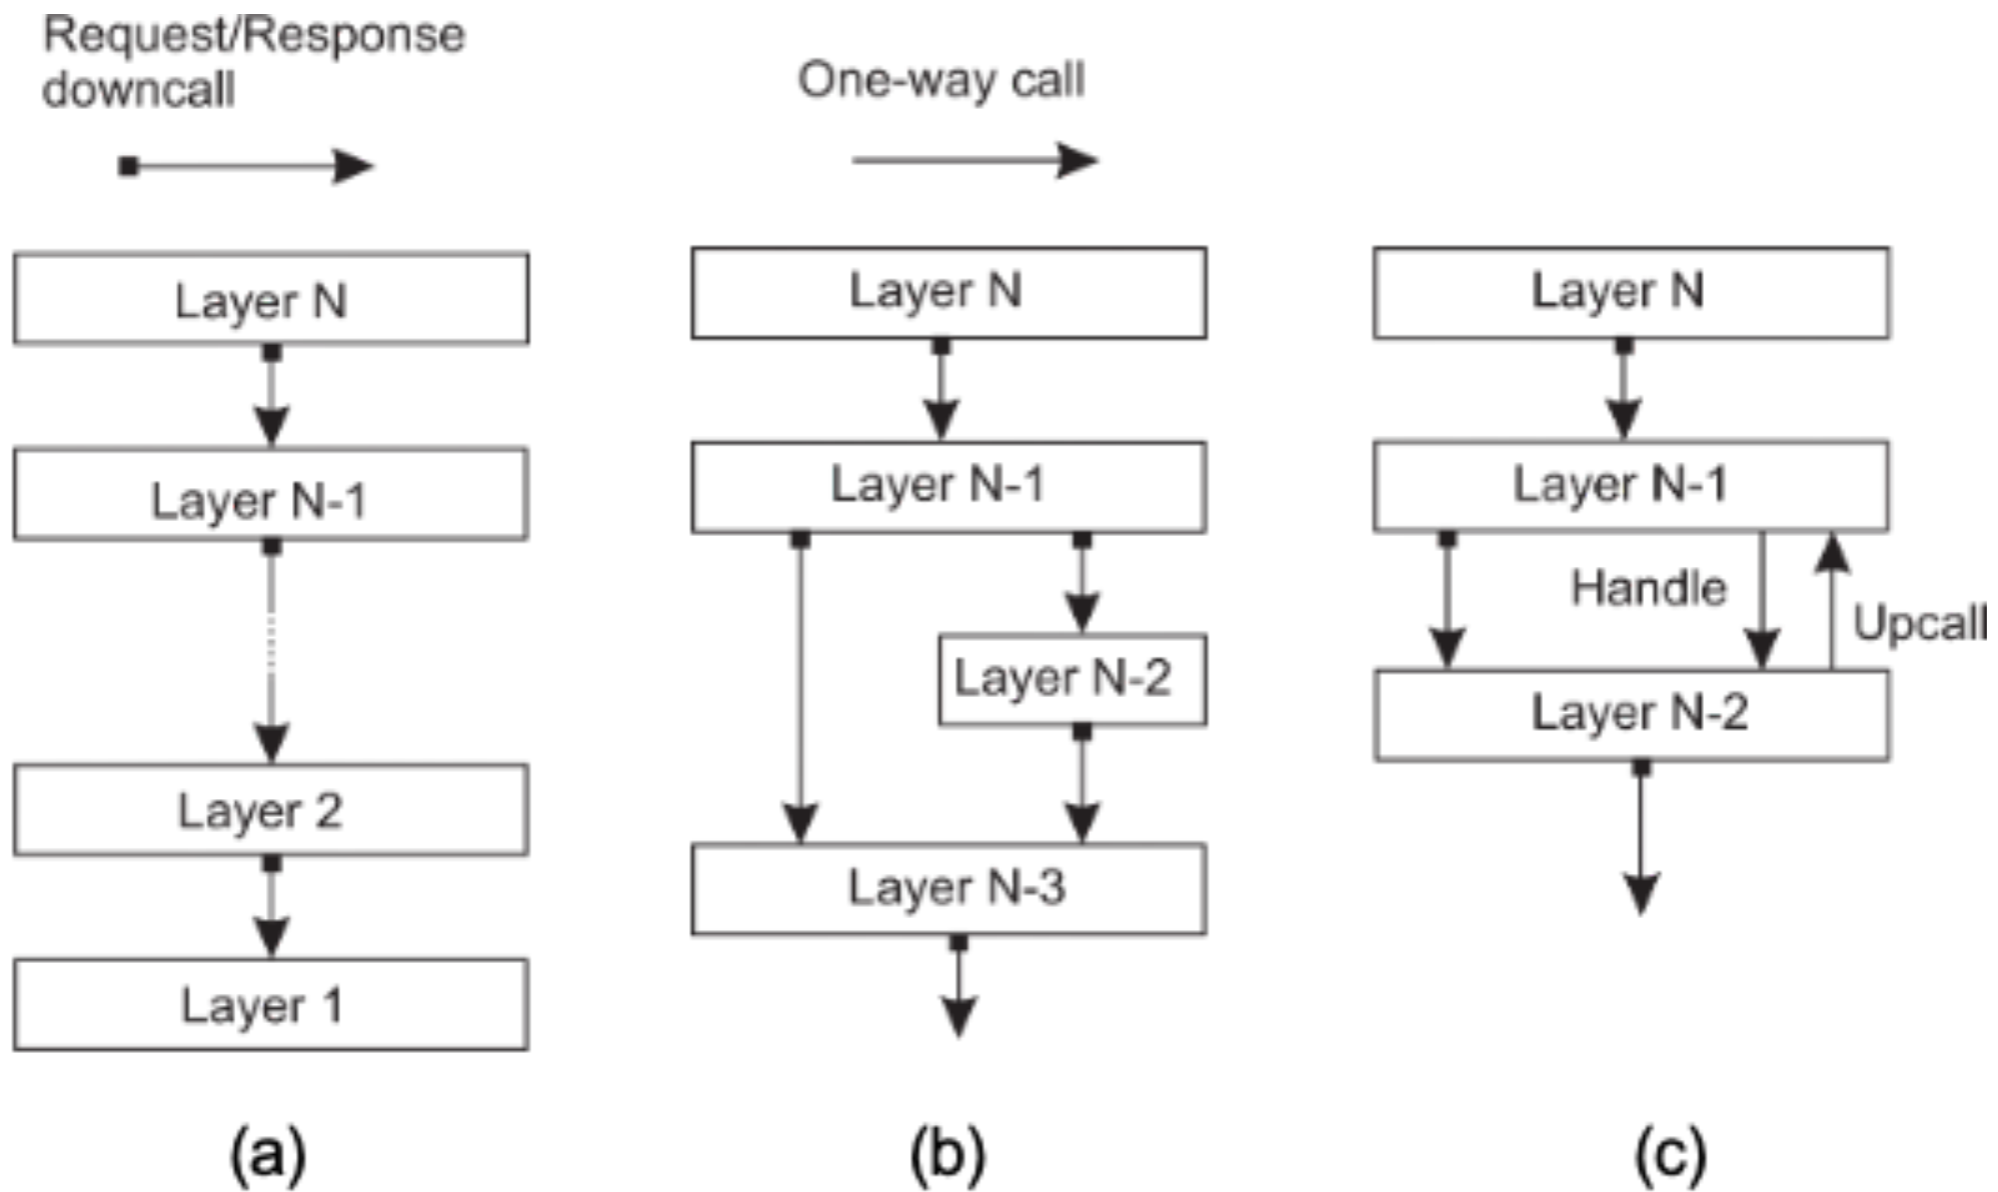 Request/Response
downcall
One-way call
Layer N
Layer N-1
Layer 2
Layer 1
(a)
Layer N
Layer N-1
Layer N-2
Layer N-3
(b)
Layer N
Layer N-1
Handle
Upcall
Layer N-2
(c)